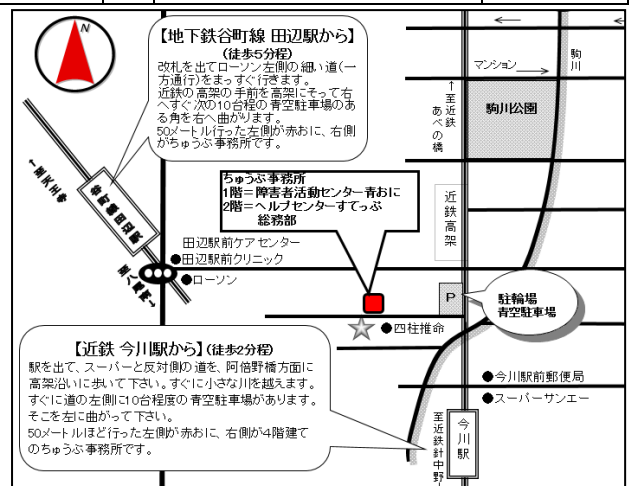 【地下鉄谷町線 田辺駅から】
(徒歩5分程)
改札を出てローソン左側の細い道(一
方通行)をまっすぐ行きます。
近鉄の高架の手前を高架にそって右
へすぐ次の10台程の青空駐車場のあ
る角を右へ曲がります。
50メートル行った左側が赤おに、右側
がちゅうぶ事務所です。
マンション
駒川
駒川公園
↑至近鉄あべの橋
近鉄高架
←至天王寺
谷町線田辺駅
至八尾南→
ちゅうぶ事務所
1階=障害者活動センター青おに
2階=ヘルプセンターすてっぷ
総務部
田辺駅前ケアセンター
●田辺駅前クリニック
●ローソン
P
駐輪場
青空駐車場
●四柱推命
【近鉄 今川駅から】(徒歩2分程)
駅を出て、スーパーと反対側の道を、阿倍野橋方面に
高架沿いに歩いて下さい。すぐに小さな川を越えます。
すぐに道の左側に10台程度の青空駐車場があります。
そこを左に曲がって下さい。
50メートルほど行った左側が赤おに、右側が4階建て
のちゅうぶ事務所です。
●今川駅前郵便局
●スーパーサンエー
今川駅
至近鉄針中野